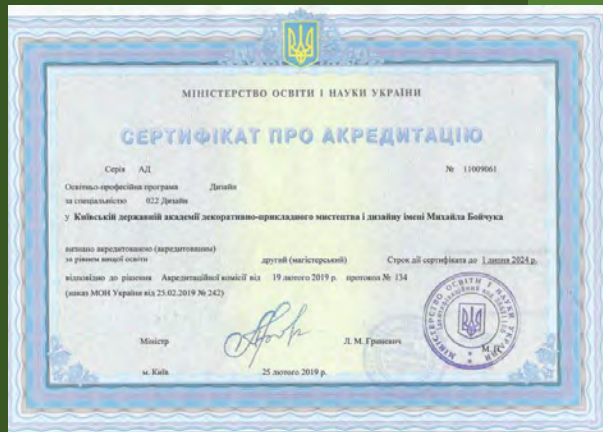 МІНІСТЕРСТВО ОСВІТИ І НАУКИ УКРАЇНИ
СЕРТИФІКАТ ПРО АКРЕДИТАЦІЮ
Серія АД № 11009061
Освітньо-професійна програма Дизайн
за спеціальністю 022 Дизайн
у Київській державній академії декоративно-прикладного мистецтва і дизайну імені Михайла Бойчука
визнано акредитованою (акредитованим)
за рівнем вищої освіти другий (магістерський) Строк дії сертифіката до 1 липня 2024 р.
відповідно до рішення Акредитаційної комісії від 19 лютого 2019 р. протокол № 134
(наказ МОН України від 25.02.2019 № 242)
Міністр Л. М. Гриневич М.П.
м. Київ 25 лютого 2019 р.